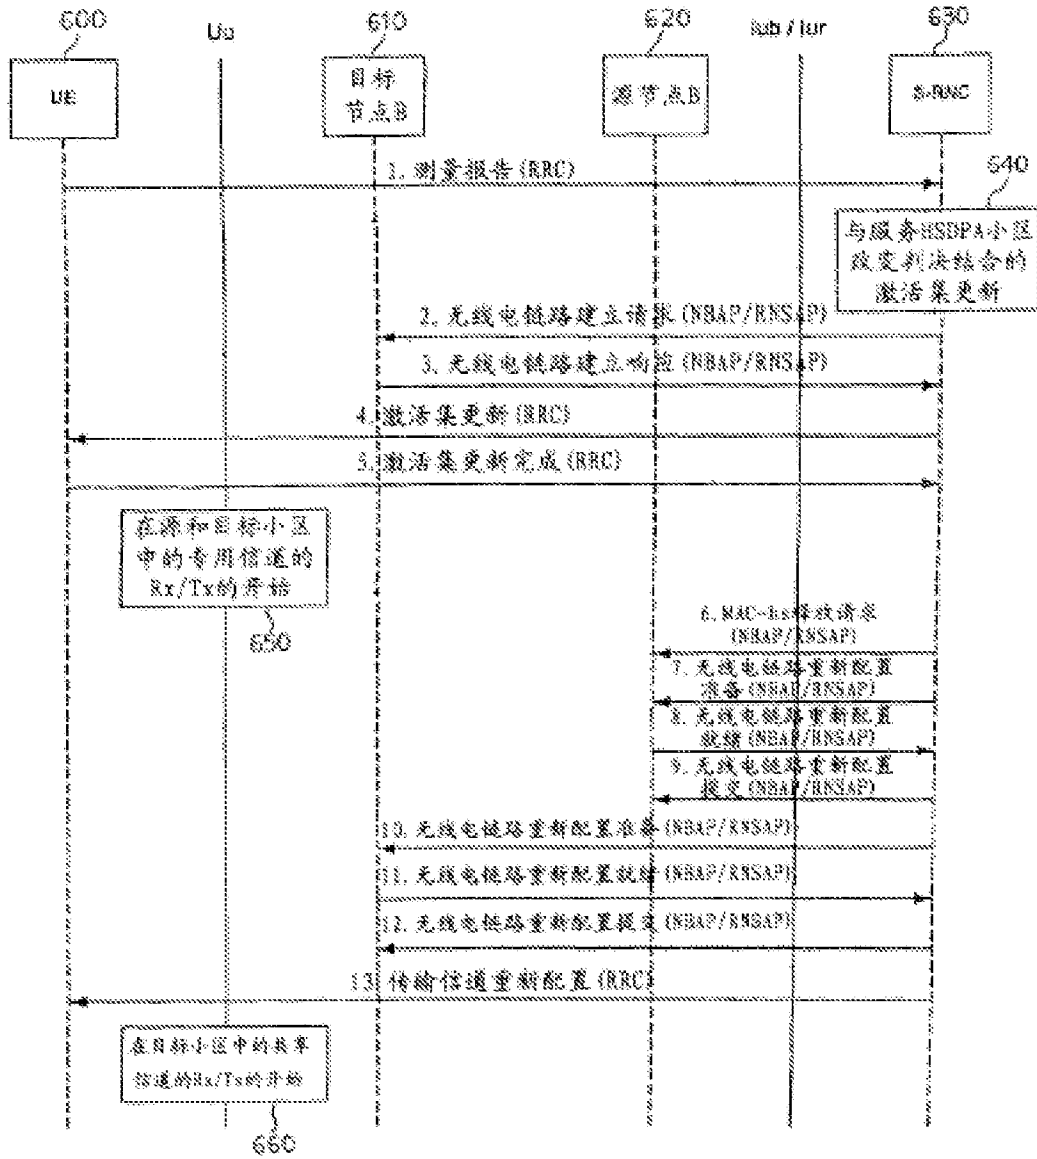 600
Uu
610
620
Iub / Iur
630
UE
目标
节点B
源节点B
S-RNC
1. 测量报告(RRC)
640
与服务HSDPA小区
改变判决结合的
激活集更新
2. 无线电链路建立请求(NBAP/RNSAP)
3. 无线电链路建立响应(NBAP/RNSAP)
4. 激活集更新(RRC)
5. 激活集更新完成(RRC)
在源和目标小区
中的专用信道的
Rx/Tx的开始
650
6. MAC-hs释放请求
(NBAP/RNSAP)
7. 无线电链路重新配置
准备(NBAP/RNSAP)
8. 无线电链路重新配置
就绪(NBAP/RNSAP)
9. 无线电链路重新配置
提交(NBAP/RNSAP)
10. 无线电链路重新配置准备(NBAP/RNSAP)
11. 无线电链路重新配置就绪(NBAP/RNSAP)
12. 无线电链路重新配置提交(NBAP/RNSAP)
13. 传输信道重新配置(RRC)
在目标小区中的共享
信道的Rx/Tx的开始
660